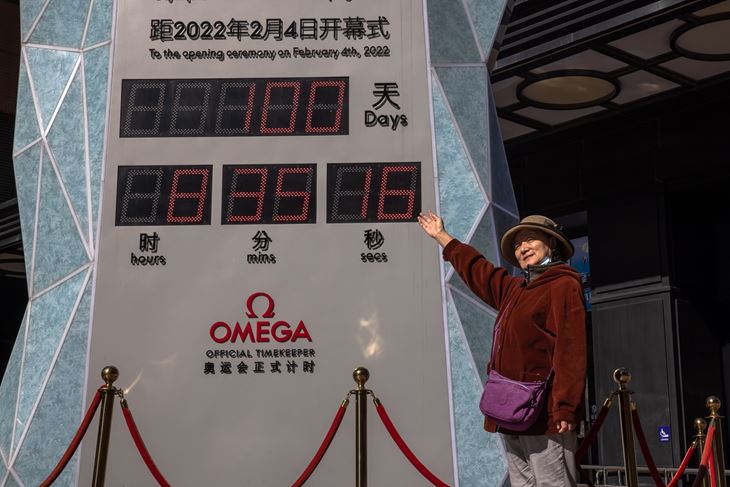 距2022年2月4日开幕式
To the opening ceremony on February 4th, 2022
100 天
Days
8 35 16
时 分 秒
hours mins secs
Ω
OMEGA
OFFICIAL TIMEKEEPER
奥运会正式计时